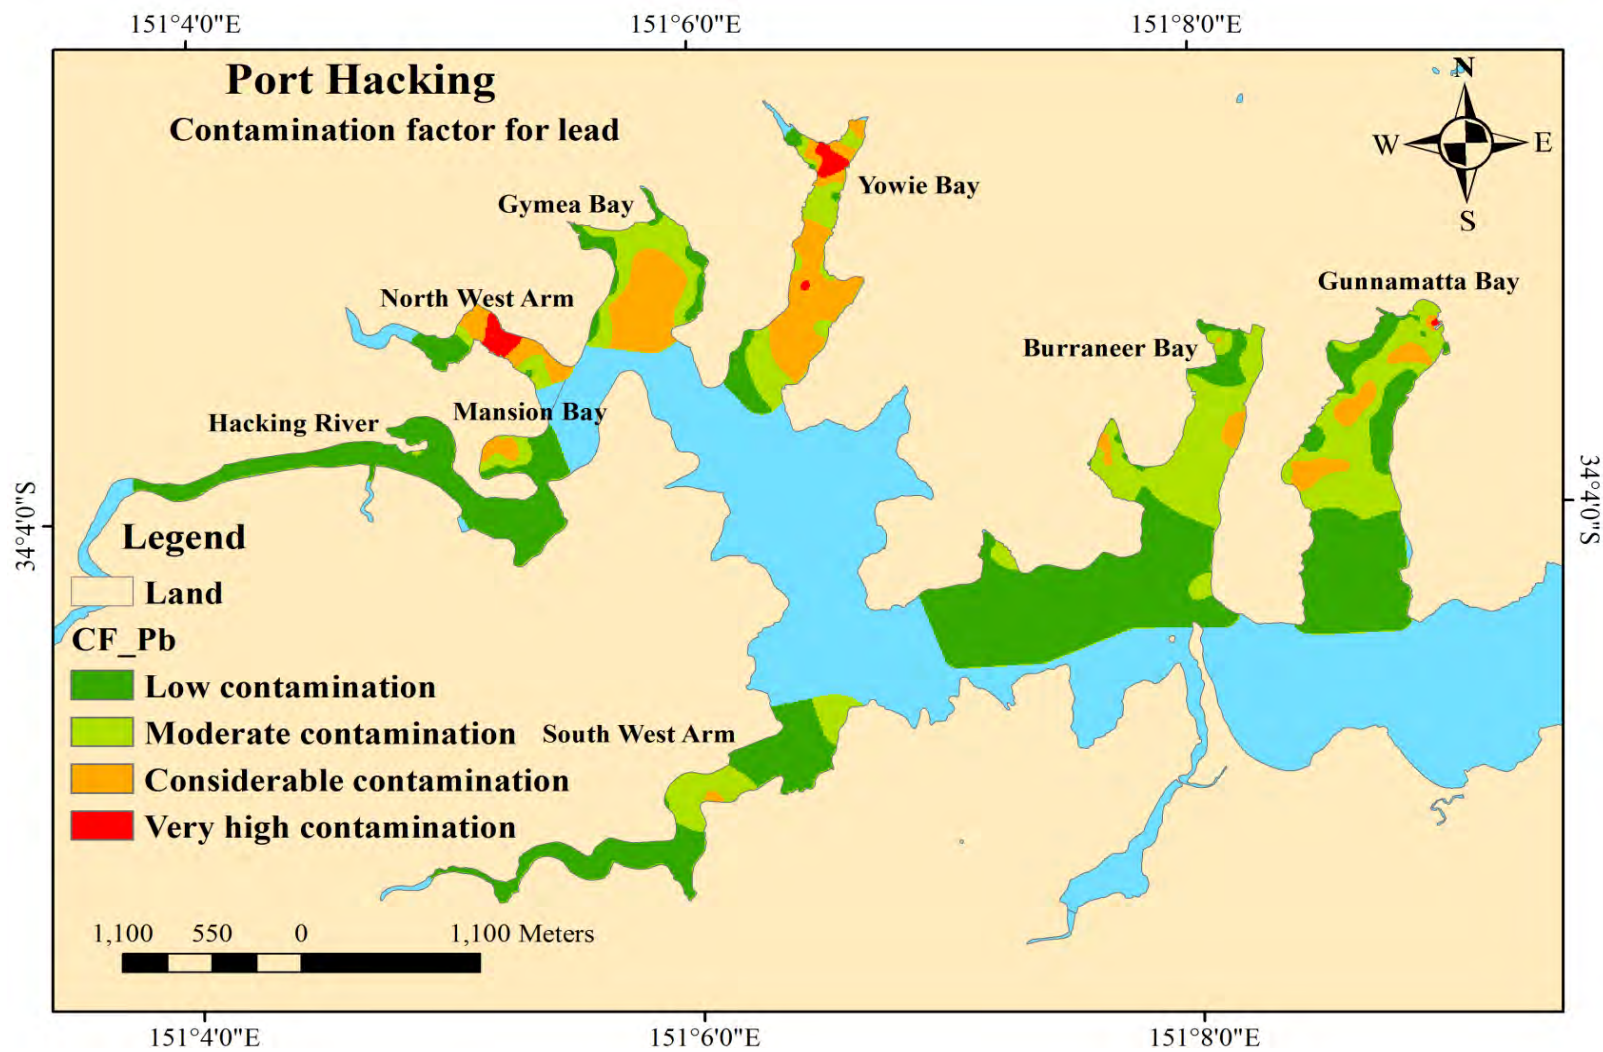 151°4'0"E 151°6'0"E 151°8'0"E
Port Hacking
Contamination factor for lead
N
W E
S
Yowie Bay
Gymea Bay
Gunnamatta Bay
North West Arm
Burraneer Bay
Mansion Bay
Hacking River
34°4'0"S
34°4'0"S
Legend
Land
CF_Pb
Low contamination
Moderate contamination
South West Arm
Considerable contamination
Very high contamination
1,100 550 0 1,100 Meters
151°4'0"E 151°6'0"E 151°8'0"E